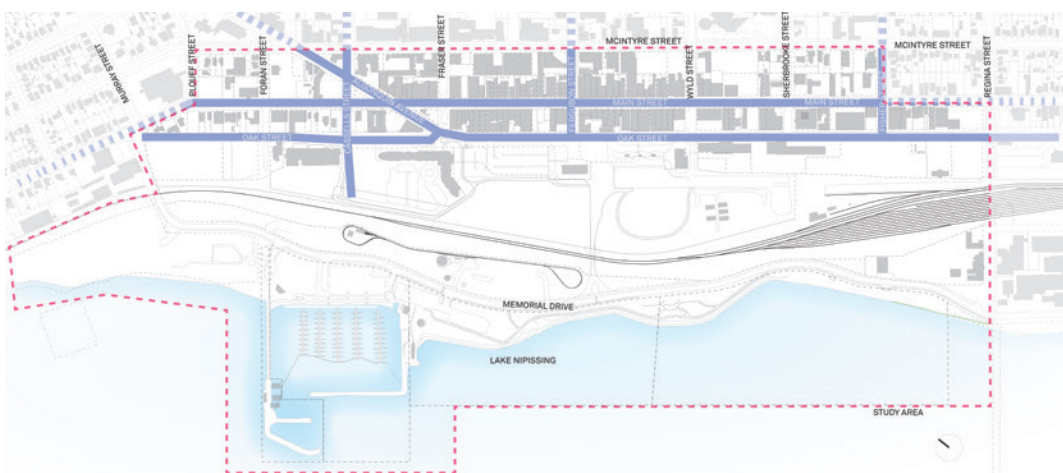 MCINTYRE STREET
MCINTYRE STREET
MURRAY STREET
PLOUFF STREET
FORAN STREET
FRASER STREET
WYLD STREET
SHERBROOKE STREET
REGINA STREET
MAIN STREET
MAIN STREET
OAK STREET
OAK STREET
MEMORIAL DRIVE
LAKE NIPISSING
STUDY AREA